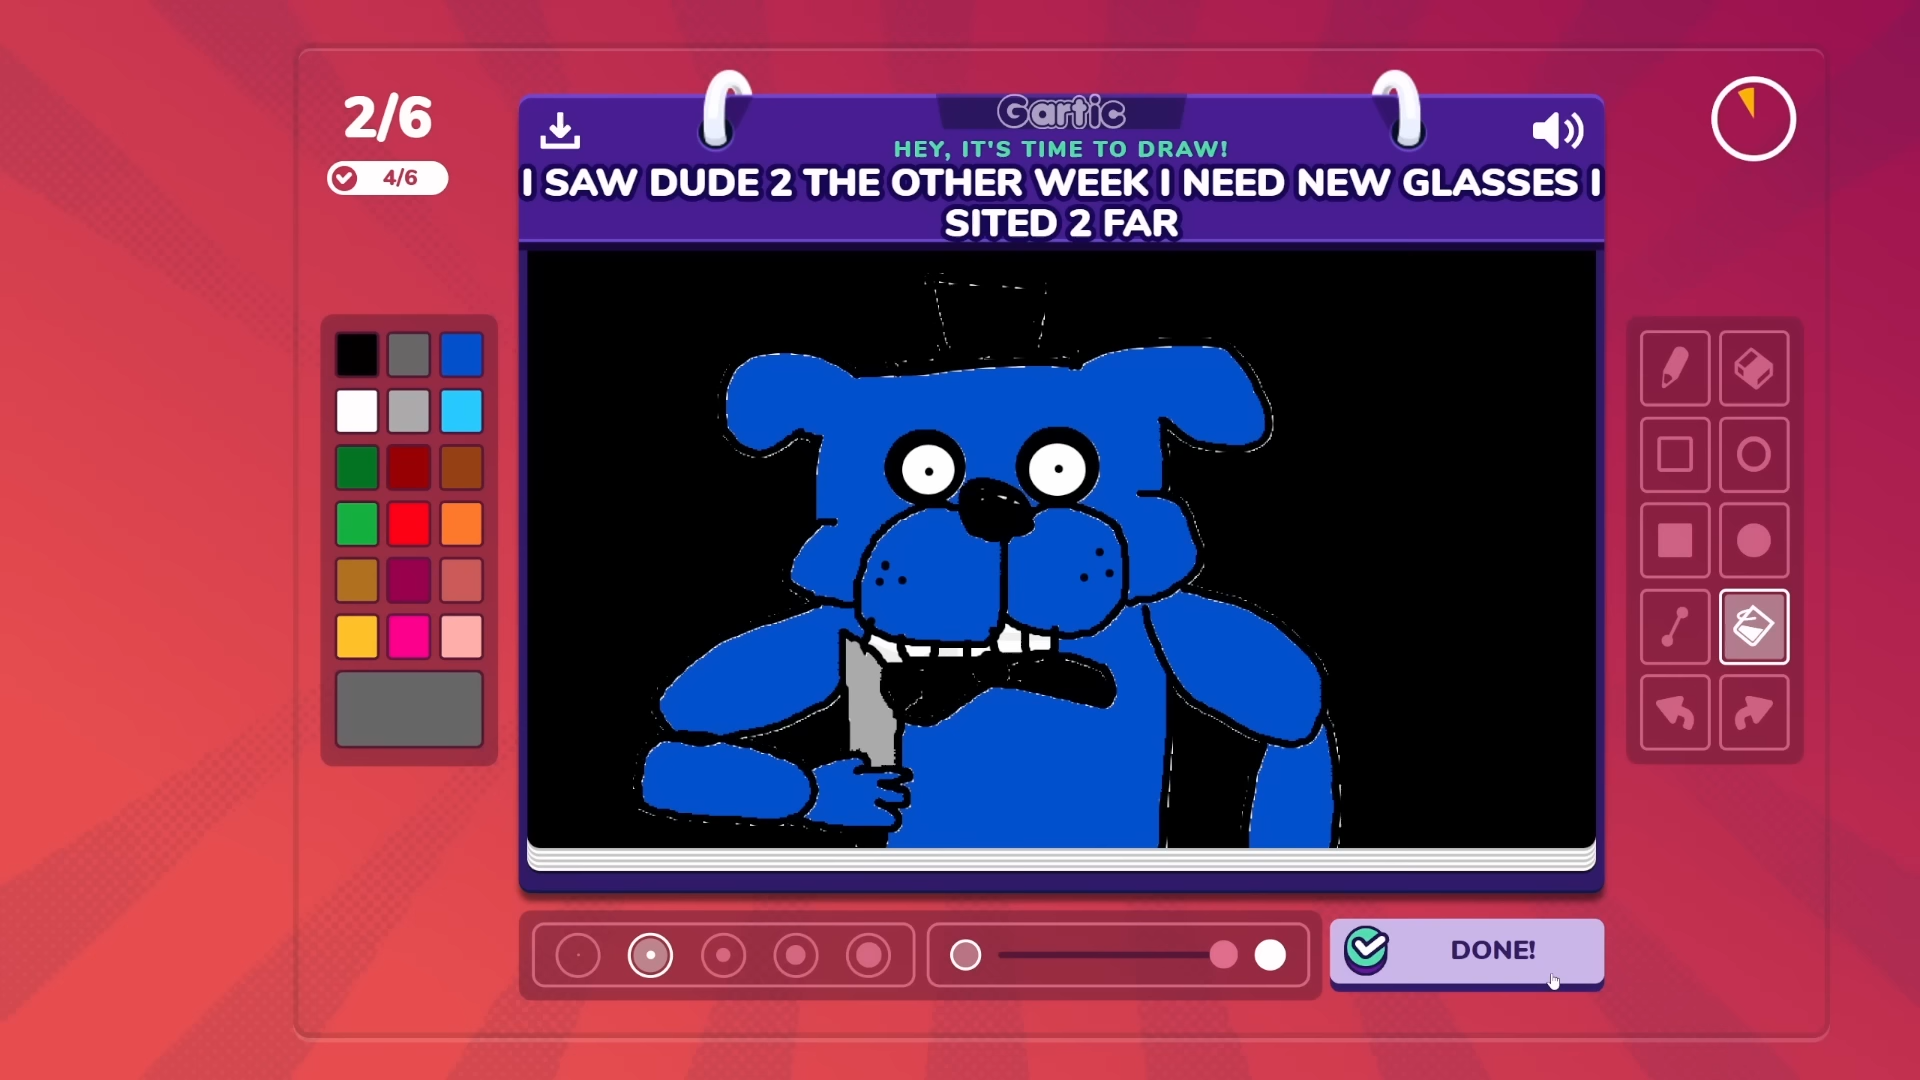 2/6
4/6
Gartic
HEY, IT'S TIME TO DRAW!
I SAW DUDE 2 THE OTHER WEEK I NEED NEW GLASSES I
SITED 2 FAR
DONE!